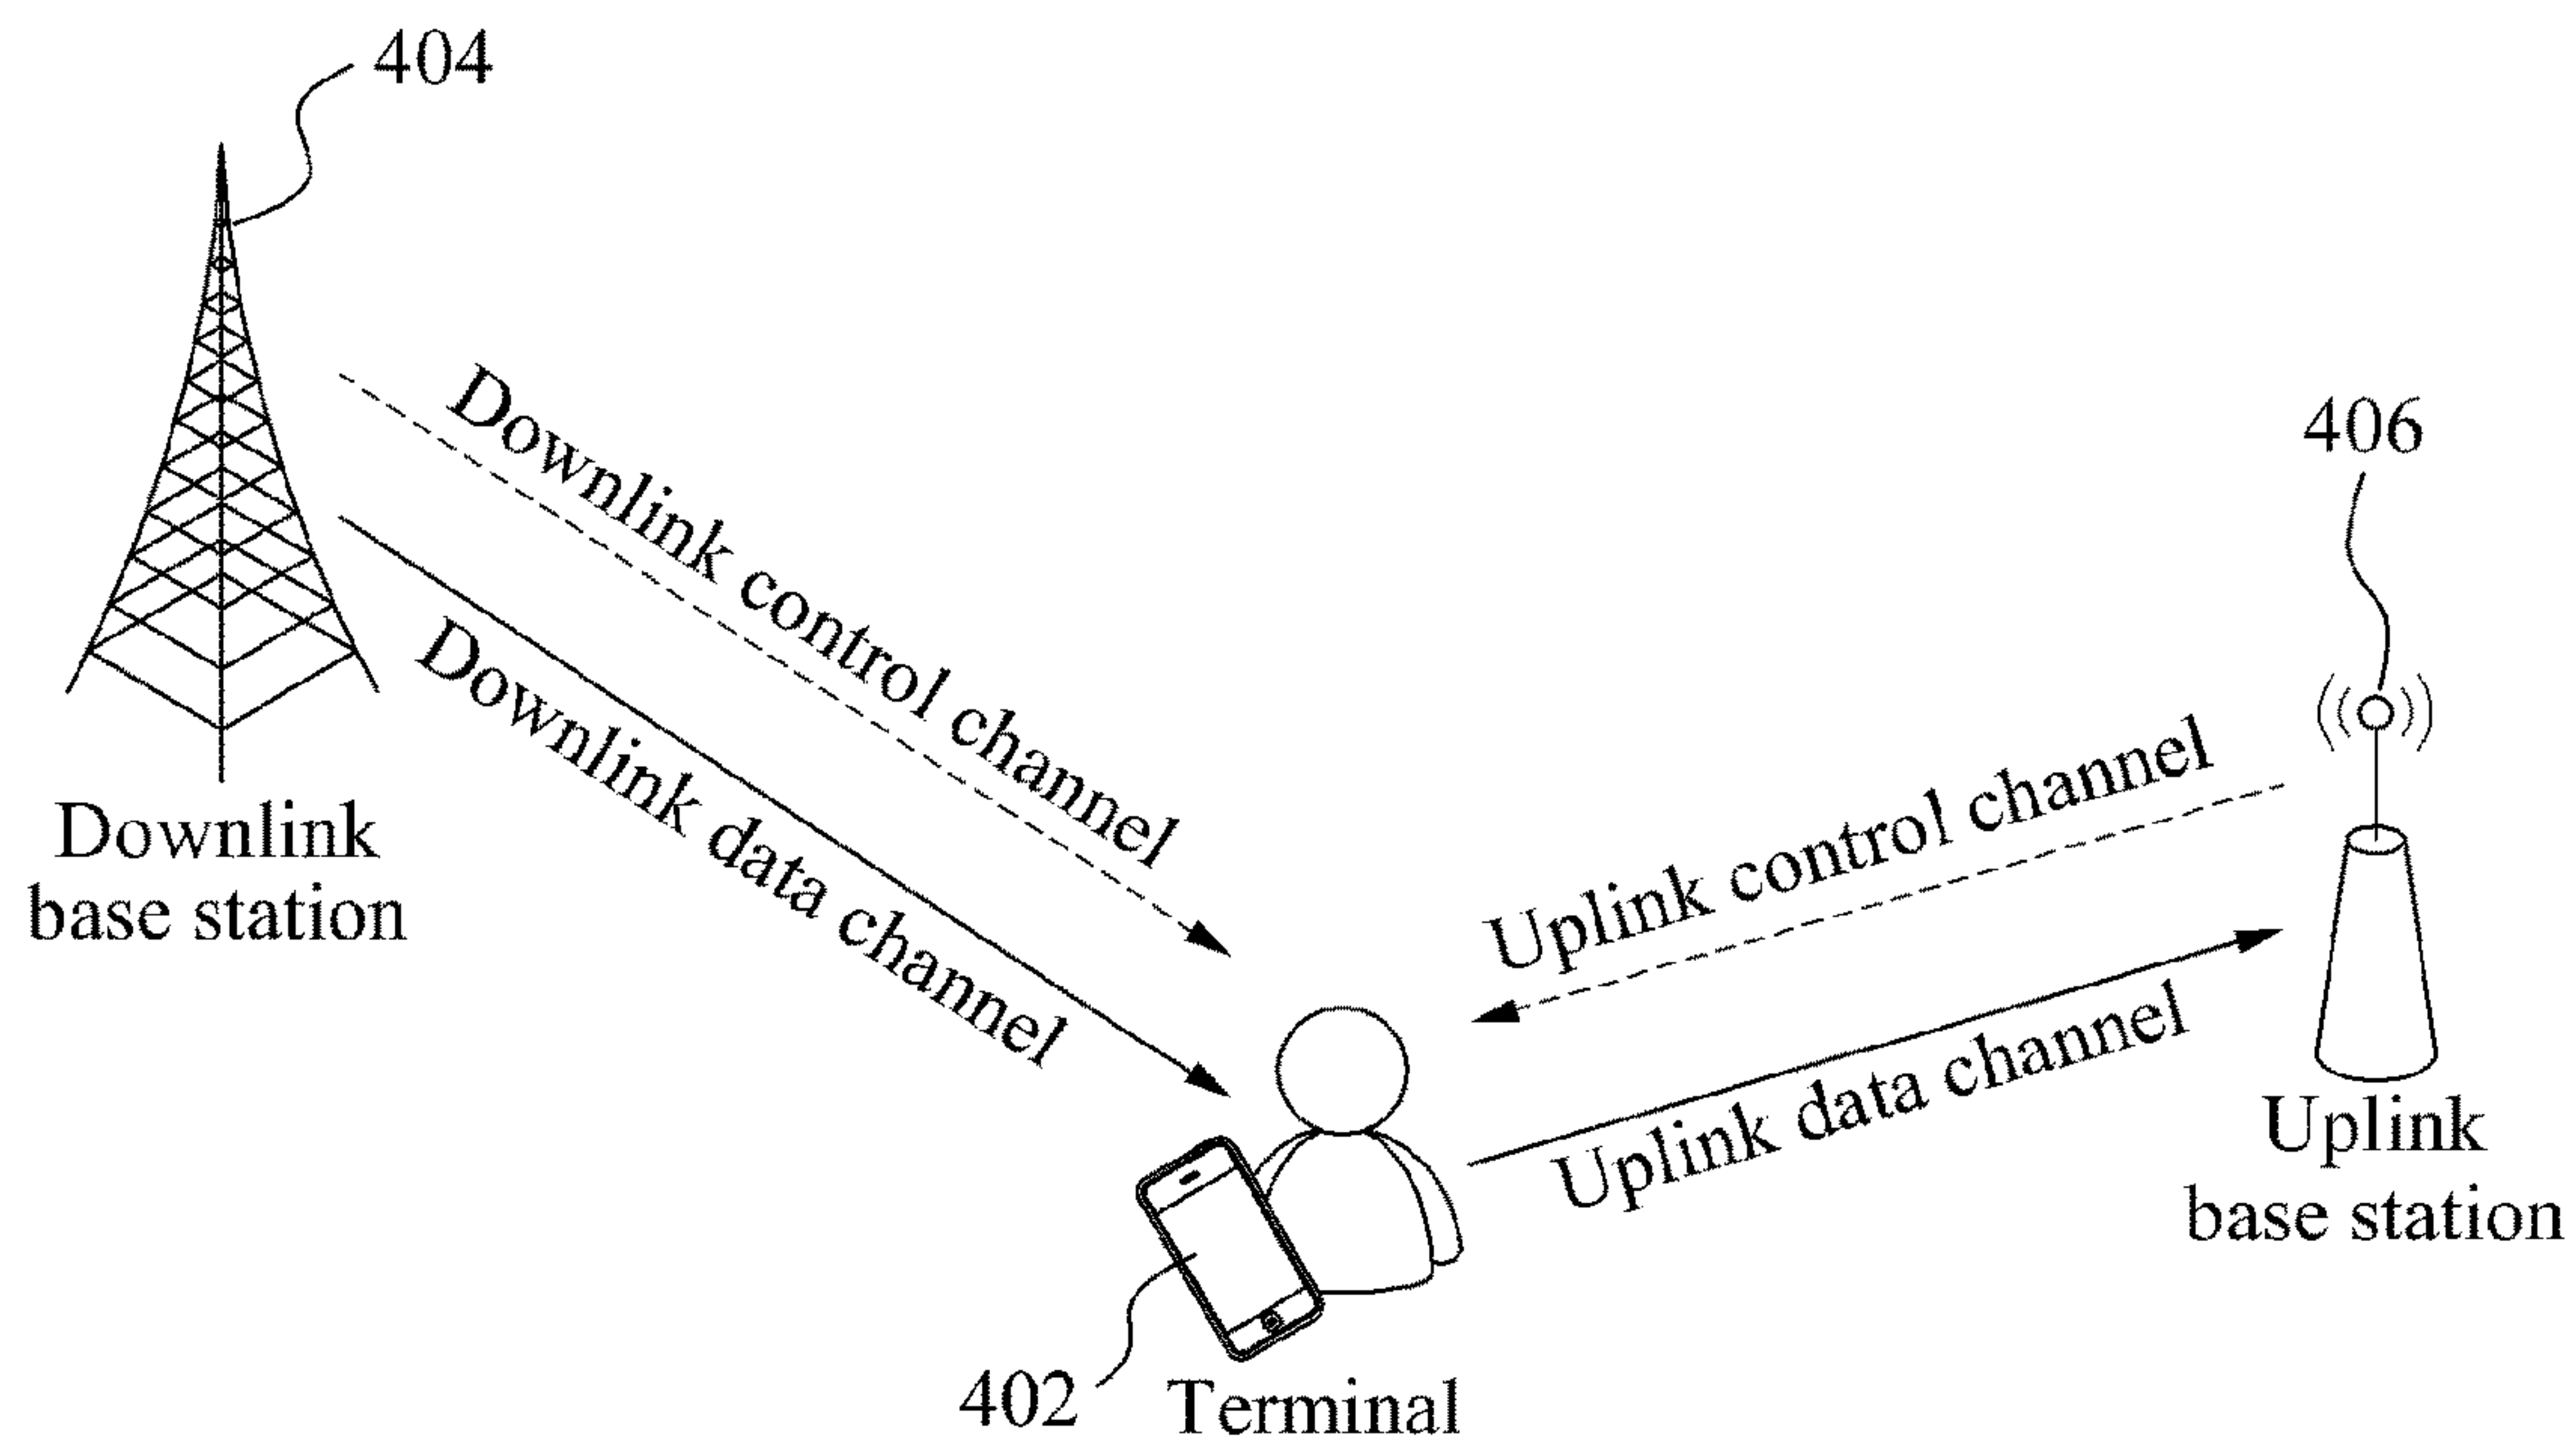 404
Downlink control channel
Downlink data channel
Downlink
base station
406
Uplink control channel
Uplink data channel
Uplink
base station
402
Terminal